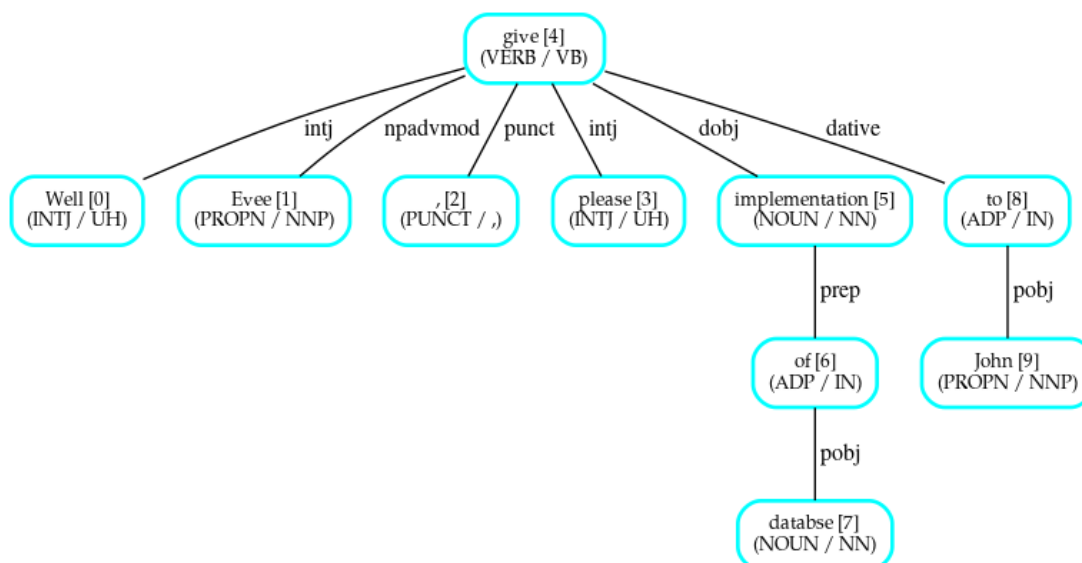 give [4]
(VERB / VB)
intj
npadvmod
punct
intj
dobj
dative
Well [0]
(INTJ / UH)
Evee [1]
(PROPN / NNP)
, [2]
(PUNCT / ,)
please [3]
(INTJ / UH)
implementation [5]
(NOUN / NN)
to [8]
(ADP / IN)
prep
pobj
of [6]
(ADP / IN)
John [9]
(PROPN / NNP)
pobj
databse [7]
(NOUN / NN)